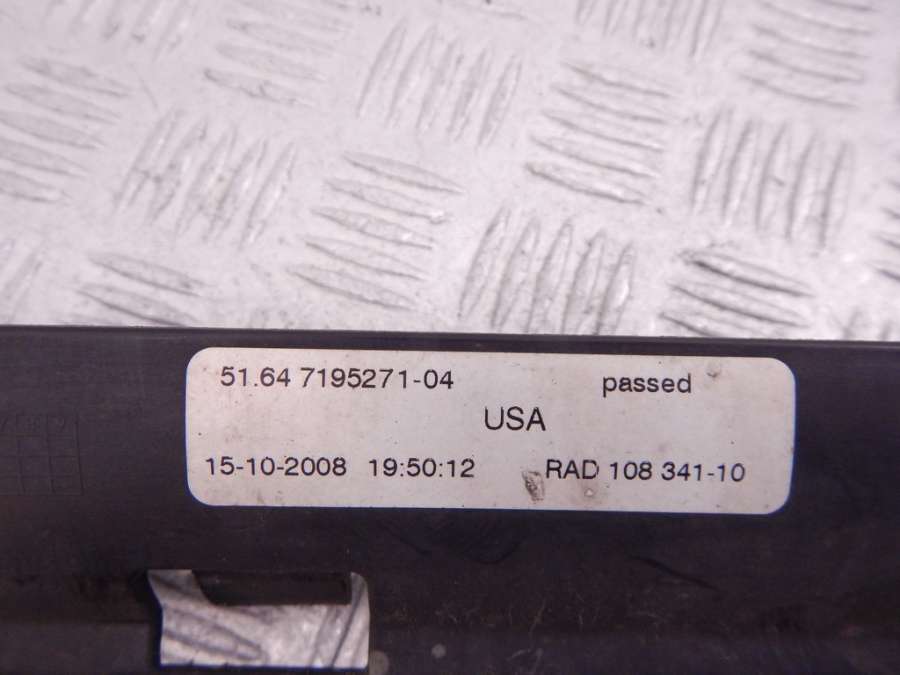 51.64 7195271-04 passed
USA
15-10-2008 19:50:12 RAD 108 341-10